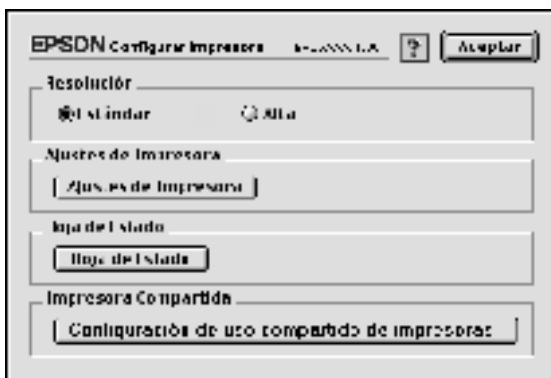 EPSON Configurar Impresora ? Aceptar
Resolución
Estándar Alta
Ajustes de Impresora
Ajustes de Impresora
Hoja de Estado
Hoja de Estado
Impresora Compartida
Configuración de uso compartido de impresoras